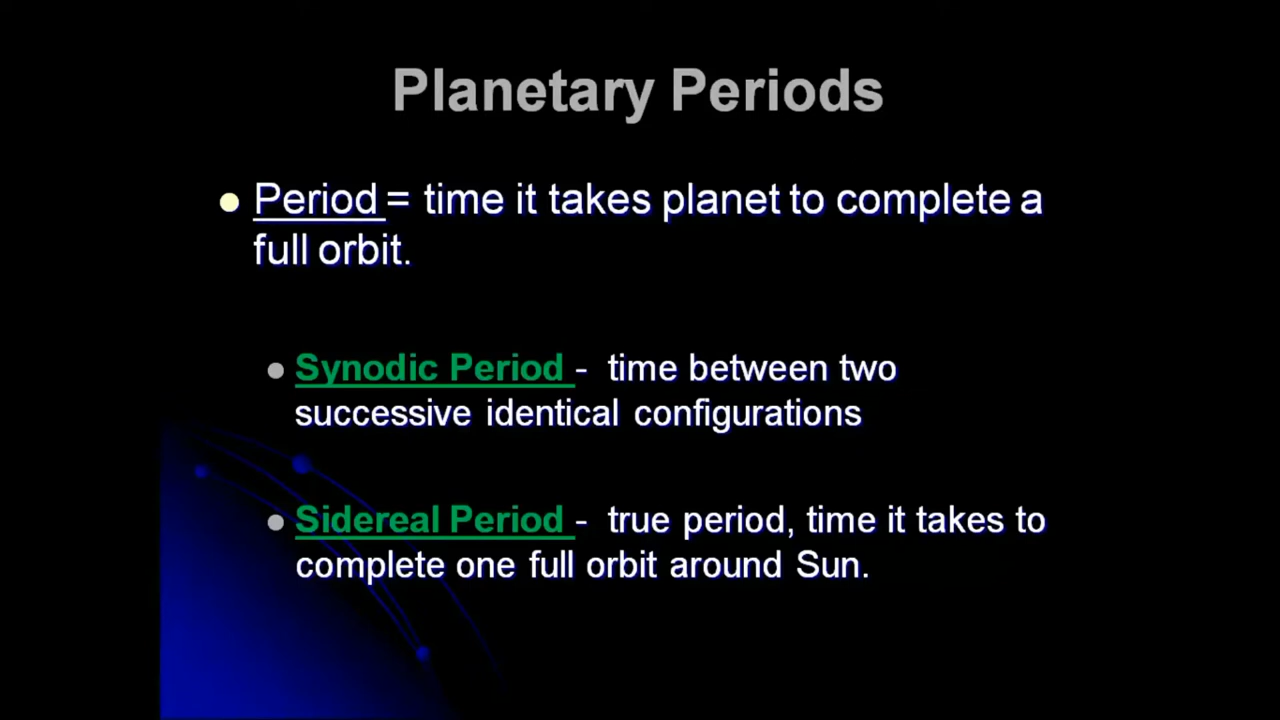 Planetary Periods
Period = time it takes planet to complete a
full orbit.
Synodic Period - time between two
successive identical configurations
Sidereal Period - true period, time it takes to
complete one full orbit around Sun.